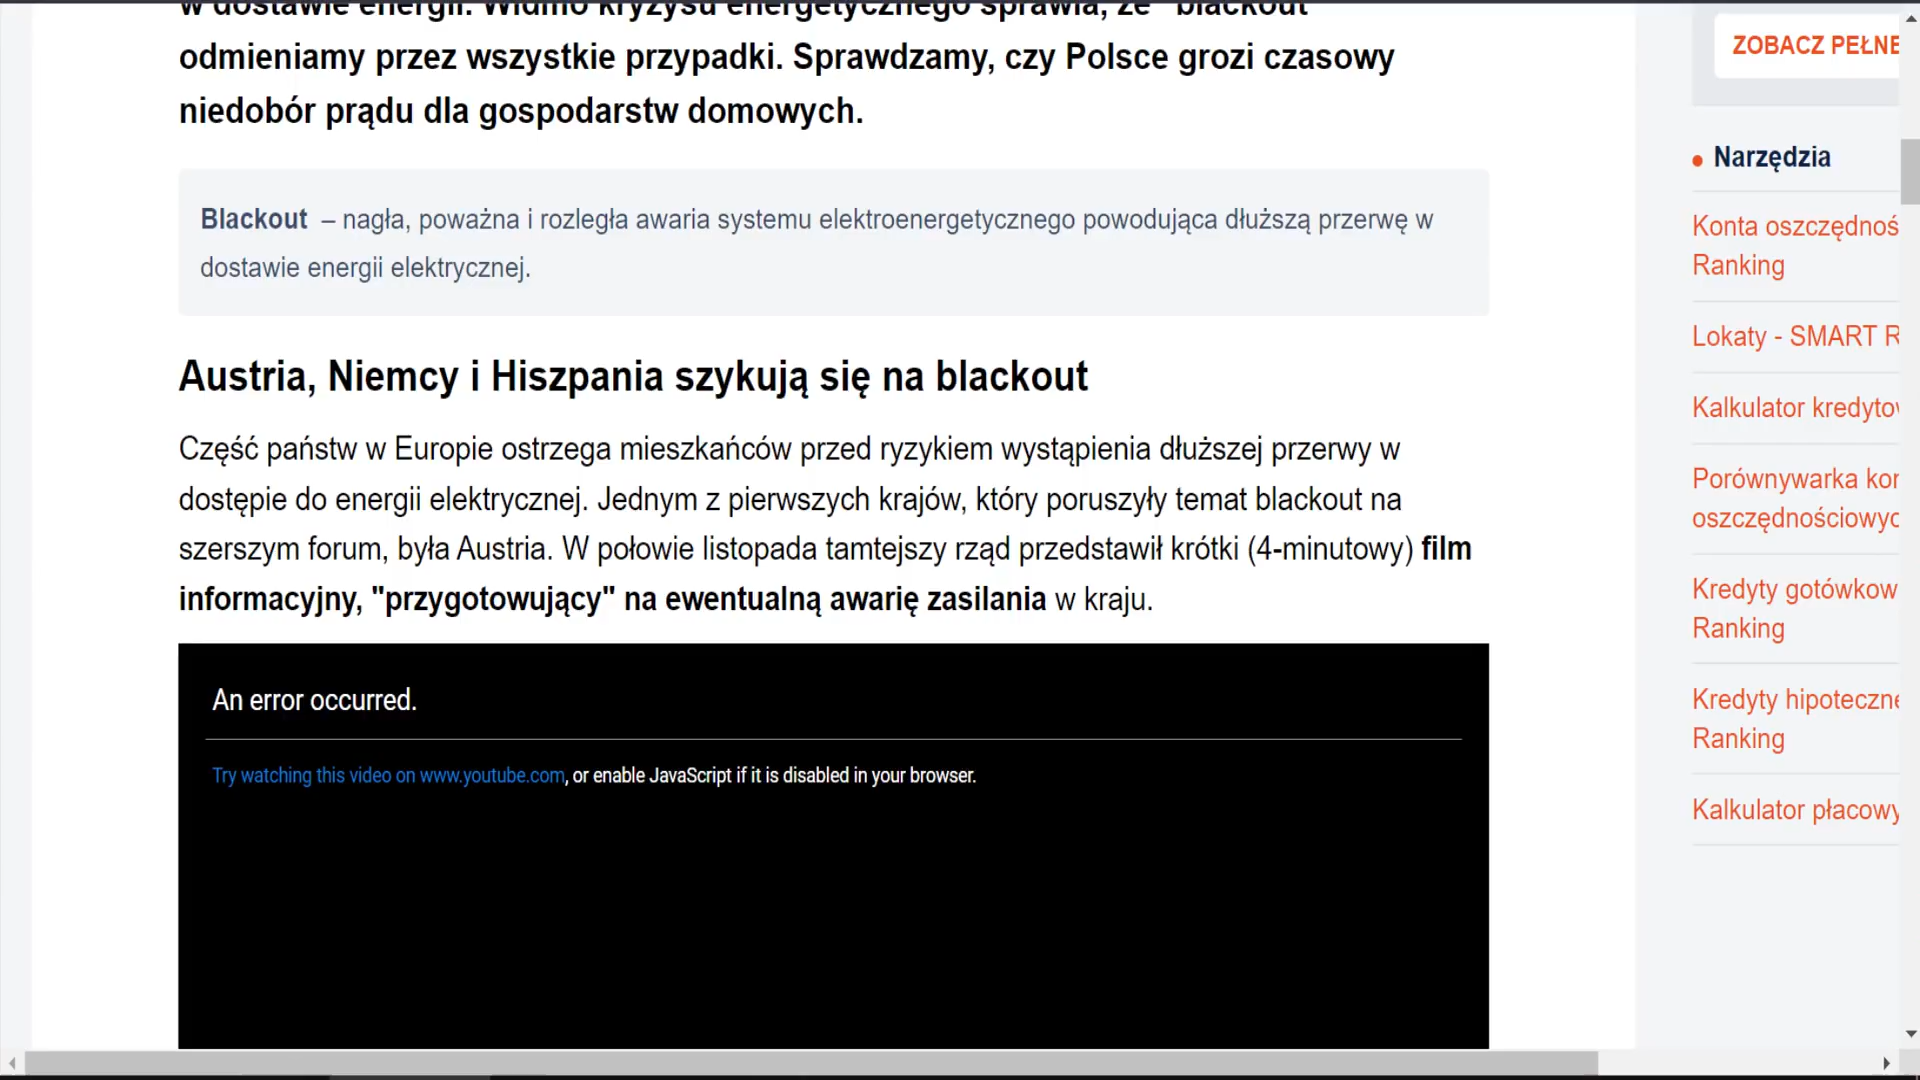 w dostawie energii. Widmo kryzysu energetycznego sprawia, że "blackout"
odmieniamy przez wszystkie przypadki. Sprawdzamy, czy Polsce grozi czasowy
niedobór prądu dla gospodarstw domowych.
Blackout – nagła, poważna i rozległa awaria systemu elektroenergetycznego powodująca dłuższą przerwę w
dostawie energii elektrycznej.
Austria, Niemcy i Hiszpania szykują się na blackout
Część państw w Europie ostrzega mieszkańców przed ryzykiem wystąpienia dłuższej przerwy w
dostępie do energii elektrycznej. Jednym z pierwszych krajów, który poruszyły temat blackout na
szerszym forum, była Austria. W połowie listopada tamtejszy rząd przedstawił krótki (4-minutowy) film
informacyjny, "przygotowujący" na ewentualną awarię zasilania w kraju.
An error occurred.
Try watching this video on www.youtube.com, or enable JavaScript if it is disabled in your browser.
ZOBACZ PEŁNE
Narzędzia
Konta oszczędnoś
Ranking
Lokaty - SMART R
Kalkulator kredytow
Porównywarka kon
oszczędnościowyc
Kredyty gotówkow
Ranking
Kredyty hipoteczne
Ranking
Kalkulator płacowy